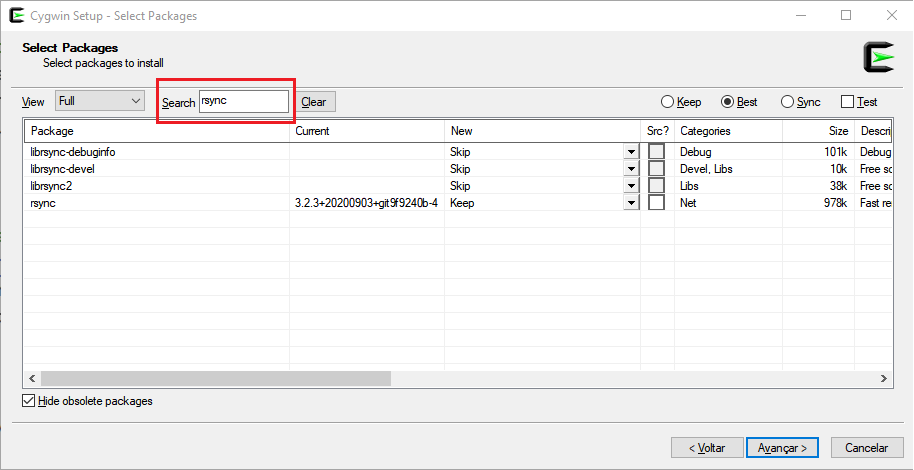 Cygwin Setup - Select Packages
Select Packages
Select packages to install
View Full Search rsync Clear Keep Best Sync Test
Package Current New Src? Categories Size Descri
librsync-debuginfo Skip Debug 101k Debug
librsync-devel Skip Devel, Libs 10k Free sc
librsync2 Skip Libs 38k Free sc
rsync 3.2.3+20200903+git9f9240b-4 Keep Net 978k Fast re
Hide obsolete packages
< Voltar Avançar > Cancelar